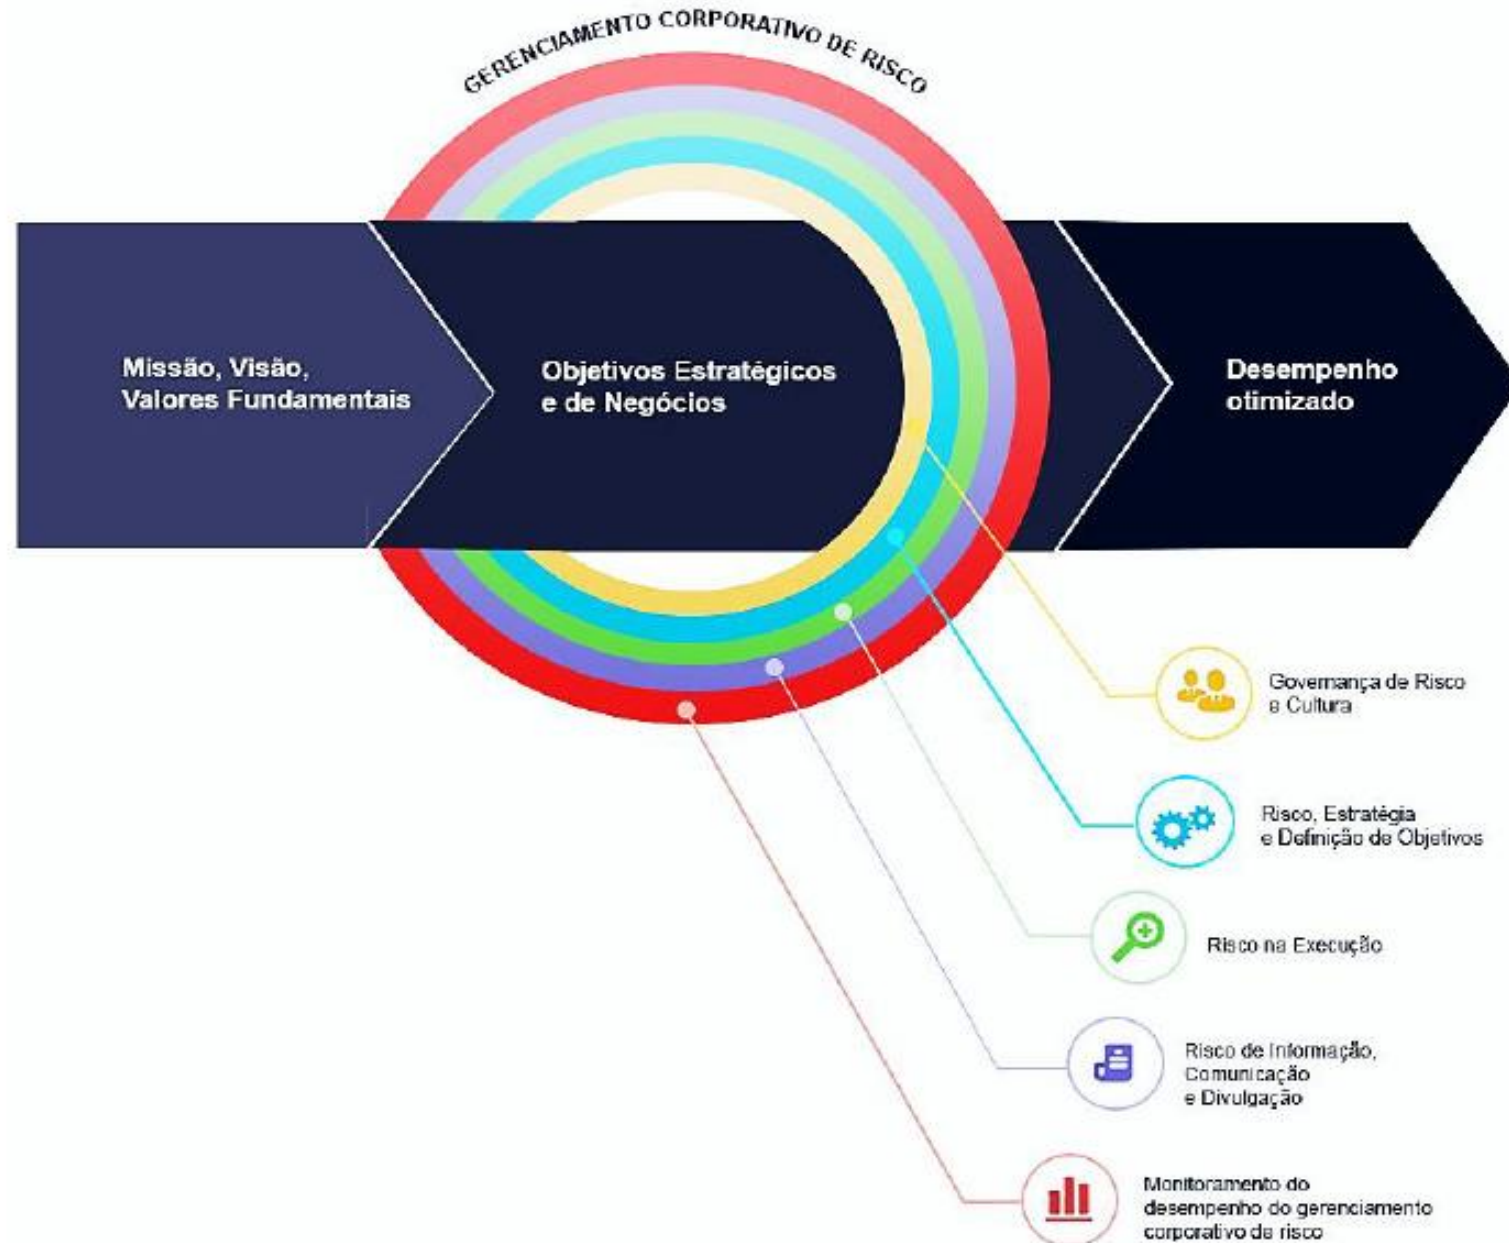 GERENCIAMENTO CORPORATIVO DE RISCO
Missão, Visão,
Valores Fundamentais
Objetivos Estratégicos
e de Negócios
Desempenho
otimizado
Governança de Risco
e Cultura
Risco, Estratégia
e Definição de Objetivos
Risco na Execução
Risco de Informação,
Comunicação
e Divulgação
Monitoramento do
desempenho do gerenciamento
corporativo de risco